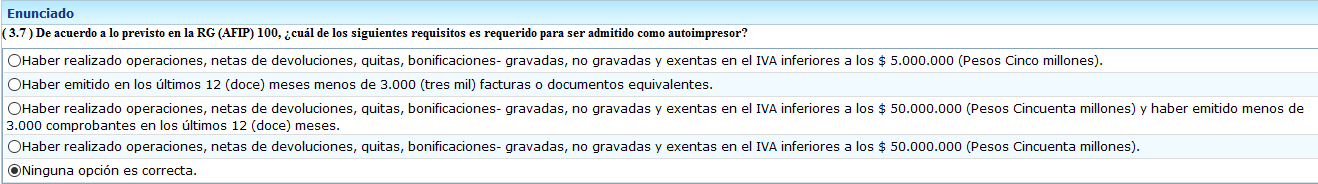 Enunciado
( 3.7 ) De acuerdo a lo previsto en la RG (AFIP) 100, ¿cuál de los siguientes requisitos es requerido para ser admitido como autoimpresor?
Haber realizado operaciones, netas de devoluciones, quitas, bonificaciones- gravadas, no gravadas y exentas en el IVA inferiores a los $ 5.000.000 (Pesos Cinco millones).
Haber emitido en los últimos 12 (doce) meses menos de 3.000 (tres mil) facturas o documentos equivalentes.
Haber realizado operaciones, netas de devoluciones, quitas, bonificaciones- gravadas, no gravadas y exentas en el IVA inferiores a los $ 50.000.000 (Pesos Cincuenta millones) y haber emitido menos de
3.000 comprobantes en los últimos 12 (doce) meses.
Haber realizado operaciones, netas de devoluciones, quitas, bonificaciones- gravadas, no gravadas y exentas en el IVA inferiores a los $ 50.000.000 (Pesos Cincuenta millones).
Ninguna opción es correcta.